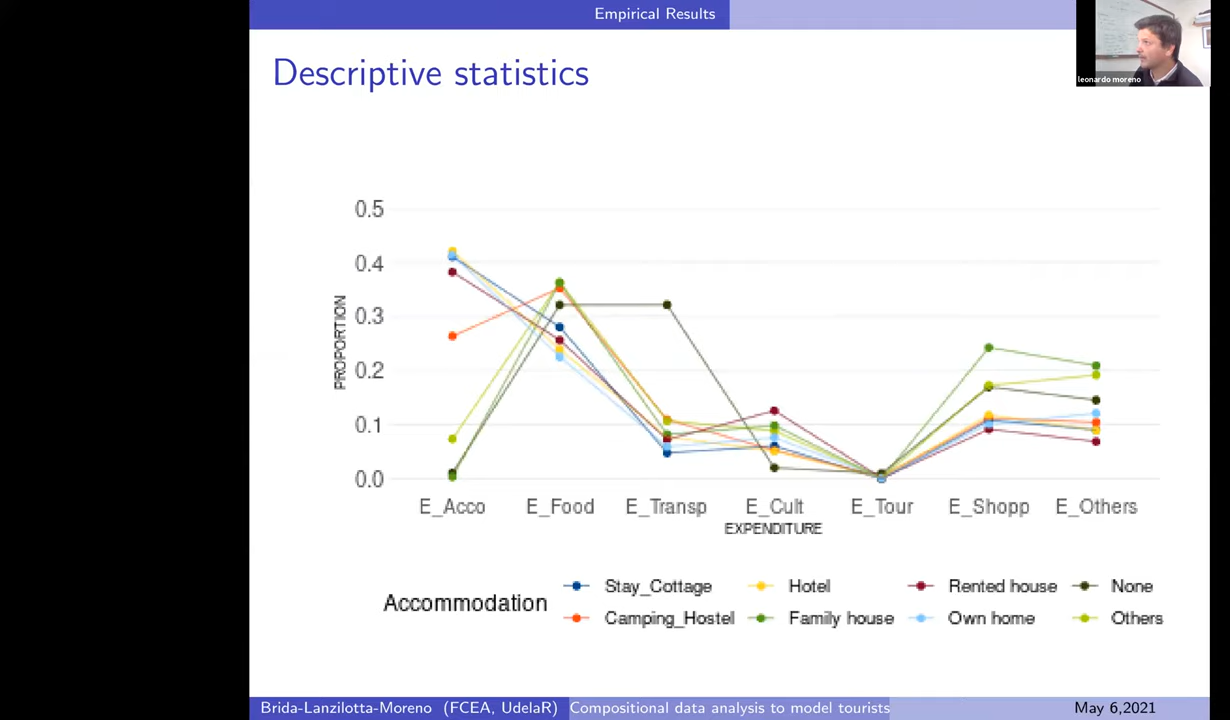 Empirical Results
leonardo moreno
Descriptive statistics
0.5
0.4
0.3
0.2
0.1
0.0
PROPORTION
E_Acco E_Food E_Transp E_Cult E_Tour E_Shopp E_Others
EXPENDITURE
Accommodation
Stay_Cottage Hotel Rented house None
Camping_Hostel Family house Own home Others
Brida-Lanzilotta-Moreno (FCEA, UdelaR) Compositional data analysis to model tourists May 6,2021